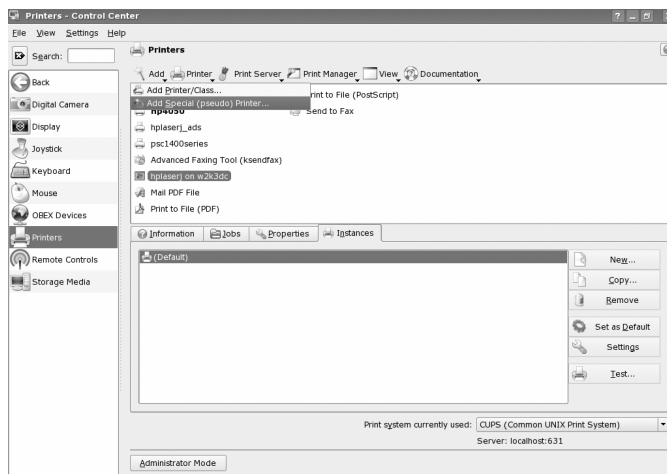 Printers - Control Center
File View Settings Help
Search:
Back
Digital Camera
Display
Joystick
Keyboard
Mouse
OBEX Devices
Printers
Remote Controls
Storage Media
Printers
Add Printer Print Server Print Manager View Documentation
Add Printer/Class...
Add Special (pseudo) Printer...
rint to File (PostScript)
hp4050
Send to Fax
hplaserj_ads
psc1400series
Advanced Faxing Tool (ksendfax)
hplaserj on w2k3dc
Mail PDF File
Print to File (PDF)
Information Jobs Properties Instances
(Default)
New...
Copy...
Remove
Set as Default
Settings
Test...
Print system currently used: CUPS (Common UNIX Print System)
Server: localhost:631
Administrator Mode